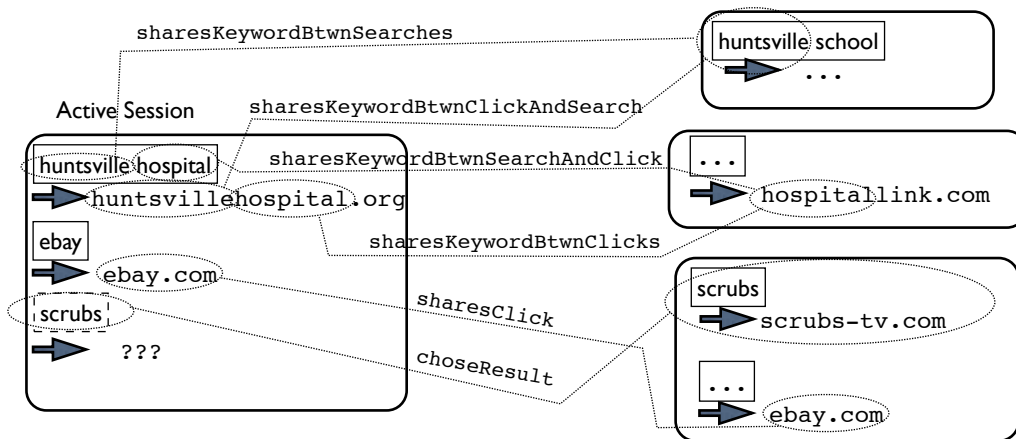 sharesKeywordBtwnSearches
huntsville school
...
Active Session
sharesKeywordBtwnClickAndSearch
huntsville hospital
sharesKeywordBtwnSearchAndClick
...
huntsvillehospital.org
hospitallink.com
ebay
sharesKeywordBtwnClicks
ebay.com
sharesClick
scrubs
scrubs
scrubs-tv.com
???
choseResult
...
ebay.com